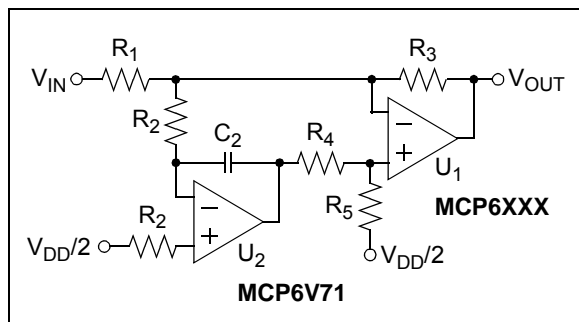 R1
R3
VIN
VOUT
R2
C2
R4
U1
R5
MCP6XXX
R2
VDD/2
U2
VDD/2
MCP6V71